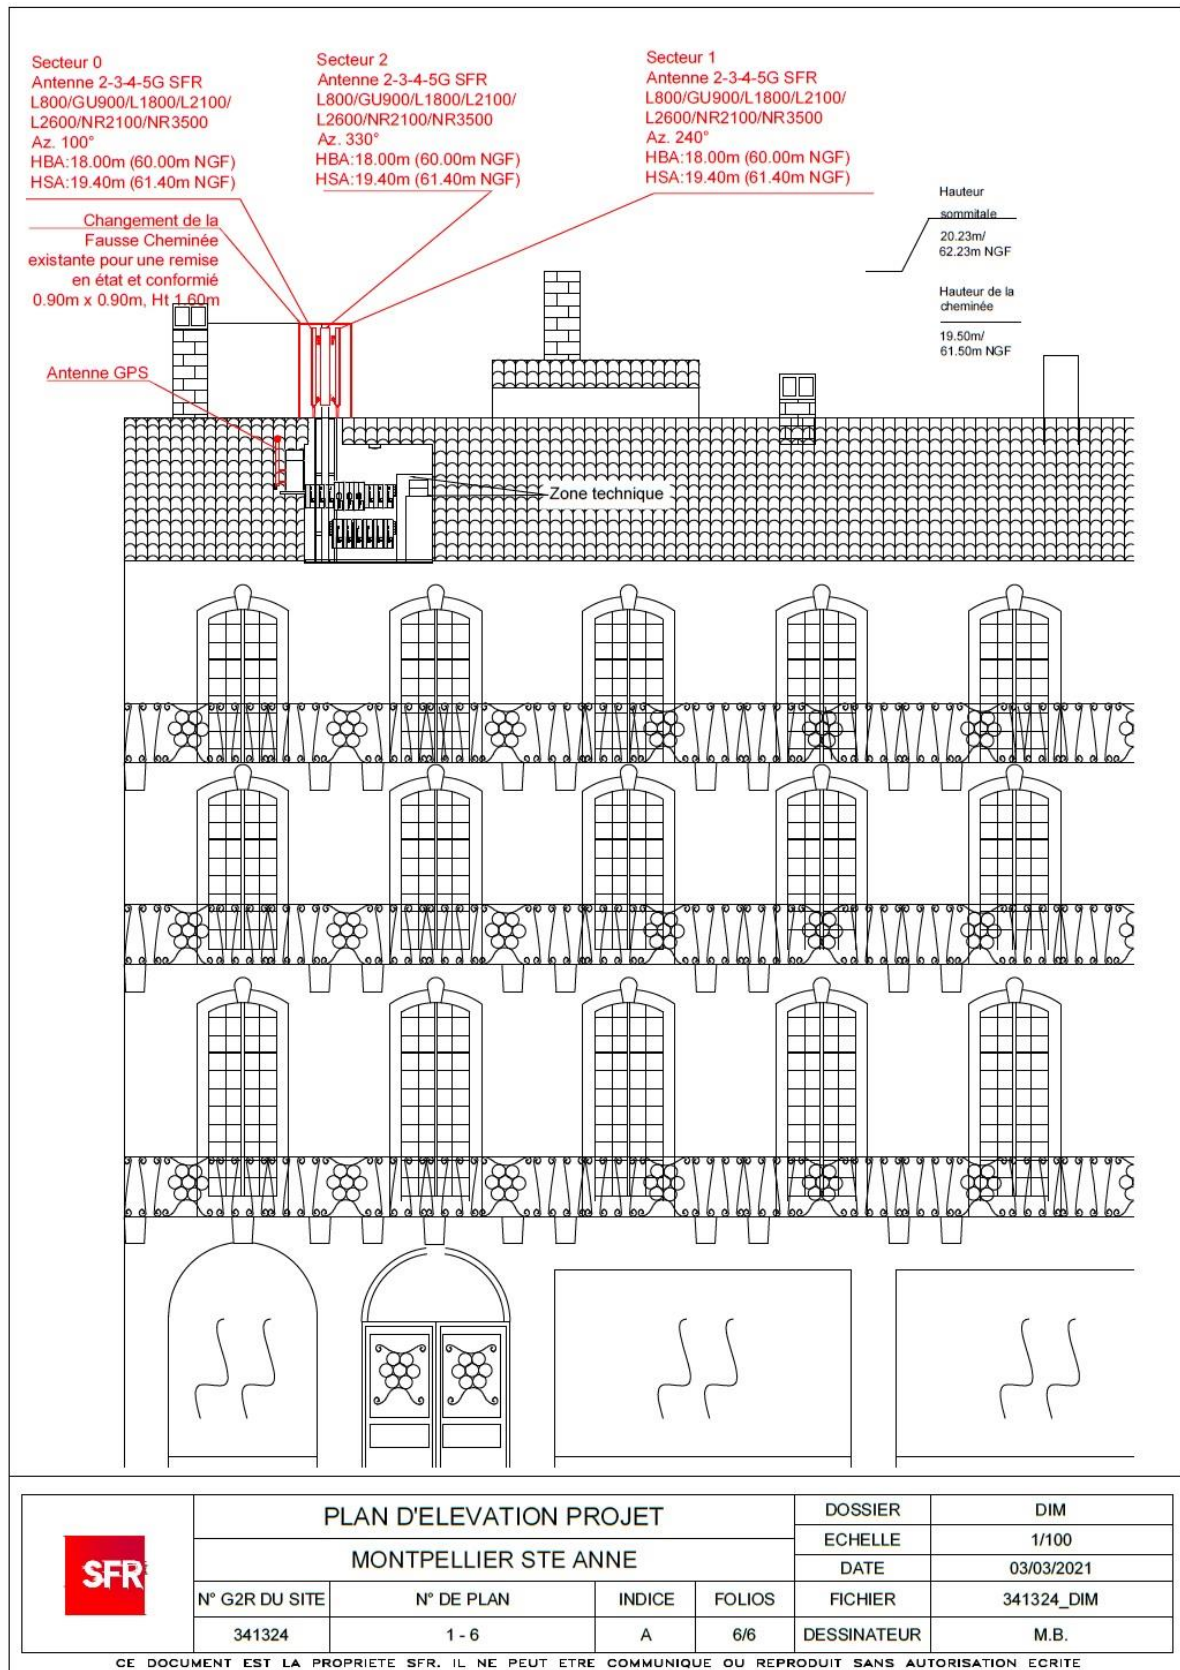 Secteur 0
Antenne 2-3-4-5G SFR
L800/GU900/L1800/L2100/
L2600/NR2100/NR3500
Az. 100°
HBA:18.00m (60.00m NGF)
HSA:19.40m (61.40m NGF)
Secteur 2
Antenne 2-3-4-5G SFR
L800/GU900/L1800/L2100/
L2600/NR2100/NR3500
Az. 330°
HBA:18.00m (60.00m NGF)
HSA:19.40m (61.40m NGF)
Secteur 1
Antenne 2-3-4-5G SFR
L800/GU900/L1800/L2100/
L2600/NR2100/NR3500
Az. 240°
HBA:18.00m (60.00m NGF)
HSA:19.40m (61.40m NGF)
Changement de la
Fausse Cheminée
existante pour une remise
en état et conformié
0.90m x 0.90m, Ht 1.60m
Hauteur
sommitale
20.23m/
62.23m NGF
Hauteur de la
cheminée
19.50m/
61.50m NGF
Antenne GPS
Zone technique
SFR
PLAN D'ELEVATION PROJET
MONTPELLIER STE ANNE
N° G2R DU SITE
N° DE PLAN
INDICE
FOLIOS
341324
1 - 6
A
6/6
DOSSIER
DIM
ECHELLE
1/100
DATE
03/03/2021
FICHIER
341324_DIM
DESSINATEUR
M.B.
CE DOCUMENT EST LA PROPRIETE SFR. IL NE PEUT ETRE COMMUNIQUE OU REPRODUIT SANS AUTORISATION ECRITE